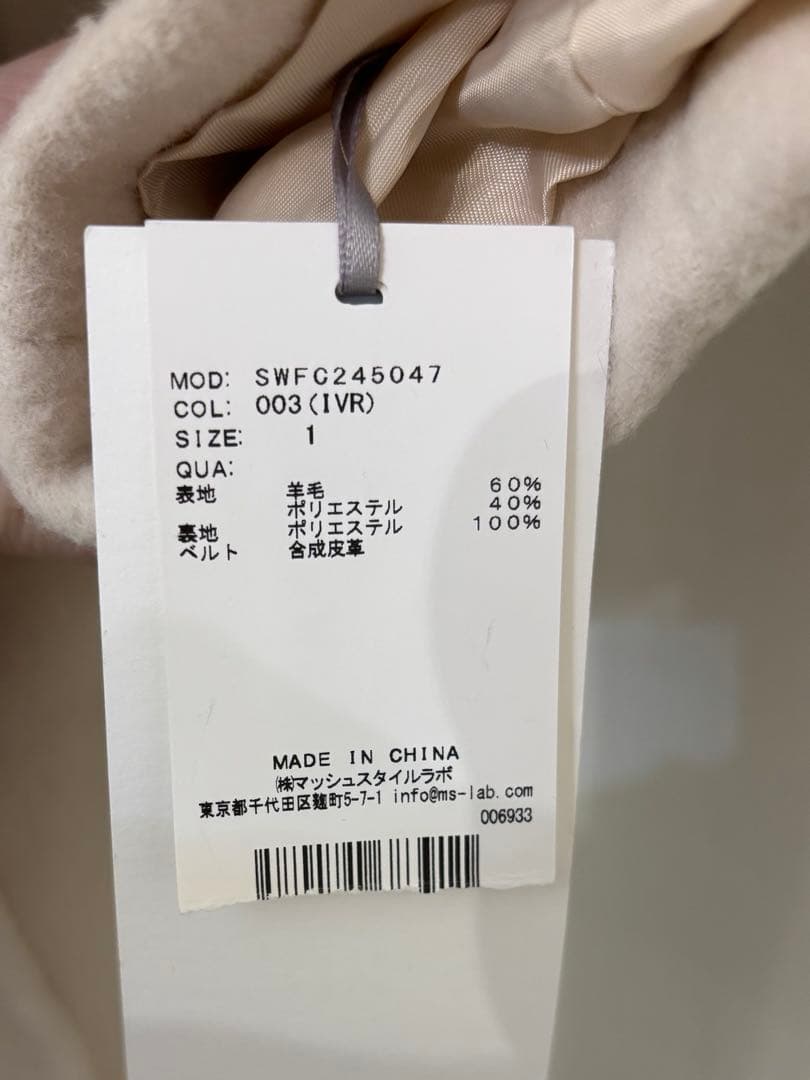 MOD: SWFC245047
COL: 003(IVR)
SIZE: 1
QUA:
表地 羊毛 60%
ポリエステル 40%
裏地 ポリエステル 100%
ベルト 合成皮革
MADE IN CHINA
㈱マッシュスタイルラボ
東京都千代田区麹町5-7-1 info@ms-lab.com
006933